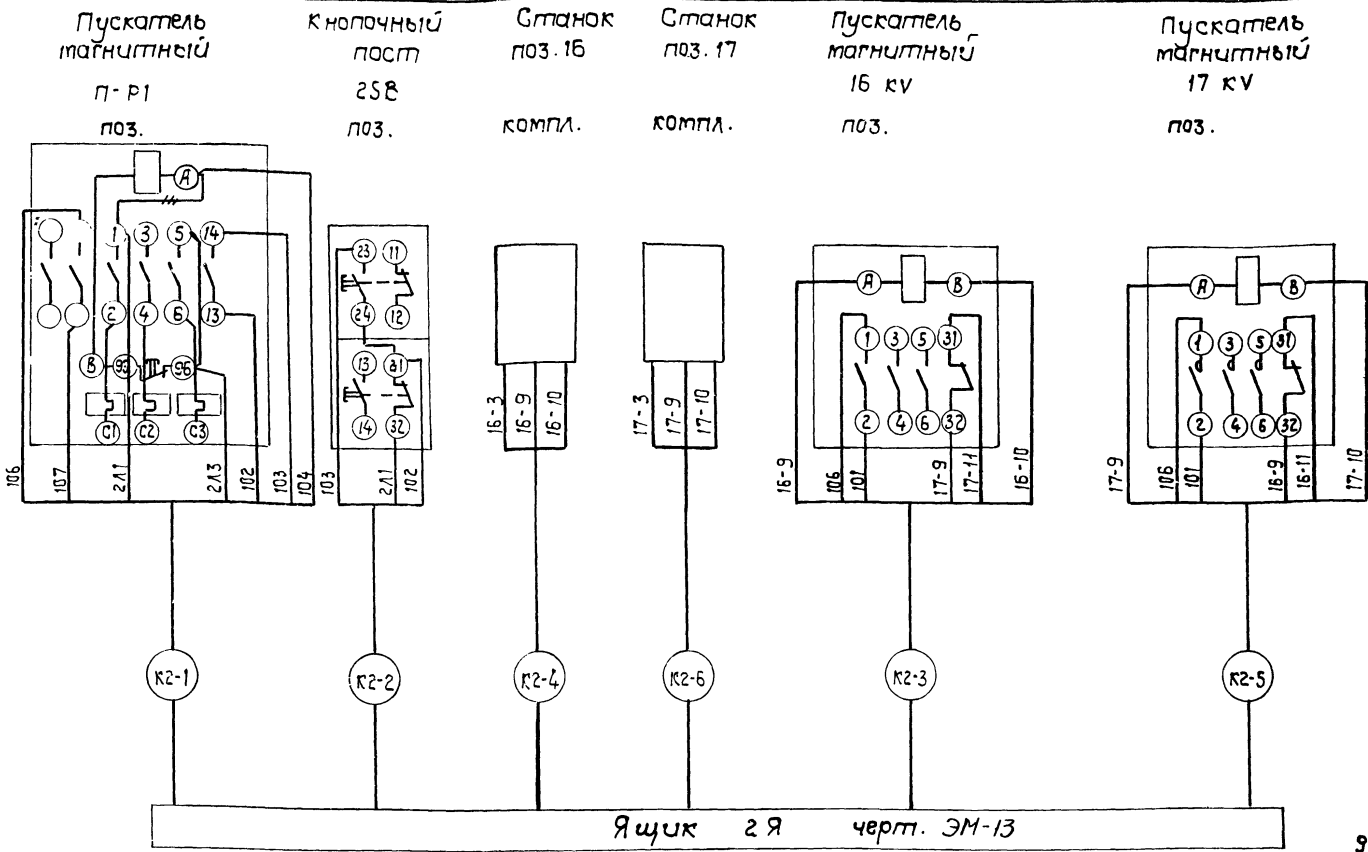 Пускатель
магнитный
П-Р1
поз.
Кнопочный
пост
2SB
поз.
Станок
поз. 16
компл.
Станок
поз. 17
компл.
Пускатель
магнитный
16 KV
поз.
Пускатель
магнитный
17 KV
поз.
А
1 3 5 14
2 4 6 13
В 95 96
С1 С2 С3
106 107 2Л1 2Л3 102 103 104
23 11
24 12
13 31
14 32
103 2Л1 102
16-3 16-9 16-10
17-3 17-9 17-10
А В
1 3 5 31
2 4 6 32
16-9 106 101 17-9 17-11 16-10
А В
1 3 5 31
2 4 6 32
17-9 106 101 16-9 16-11 17-10
К2-1 К2-2 К2-4 К2-6 К2-3 К2-5
Ящик 2Я черт. ЭМ-13
9